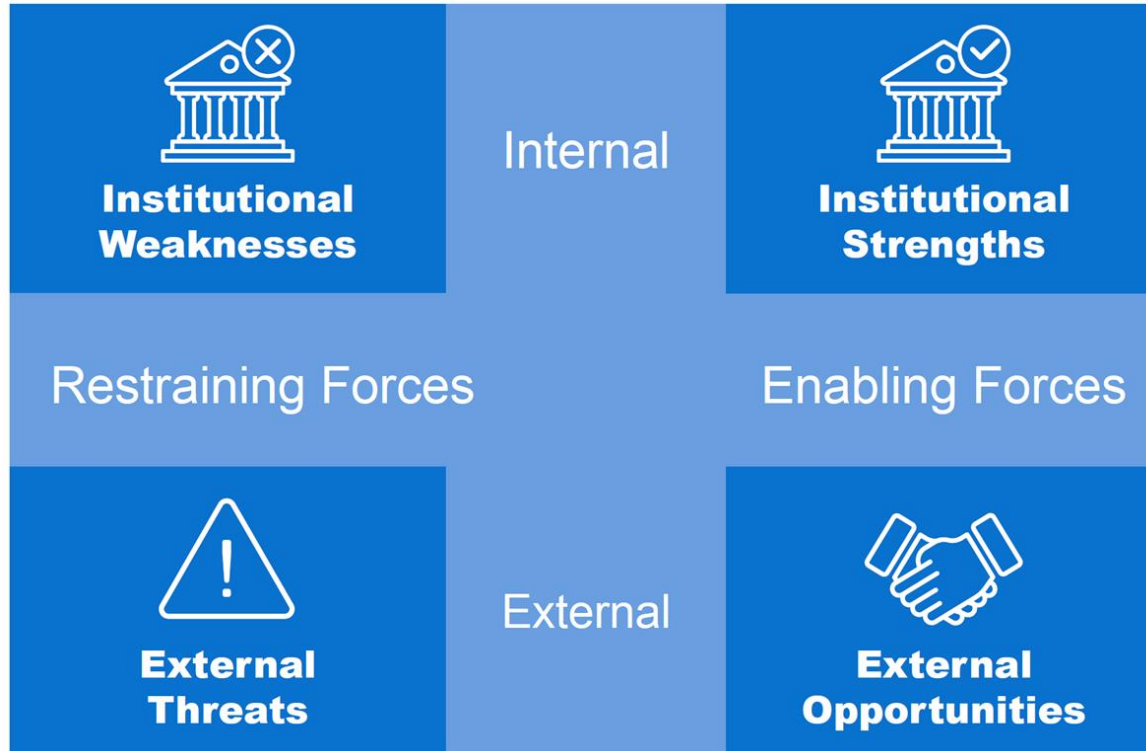 Institutional
Weaknesses
Internal
Institutional
Strengths
Restraining Forces
Enabling Forces
External
Threats
External
External
Opportunities